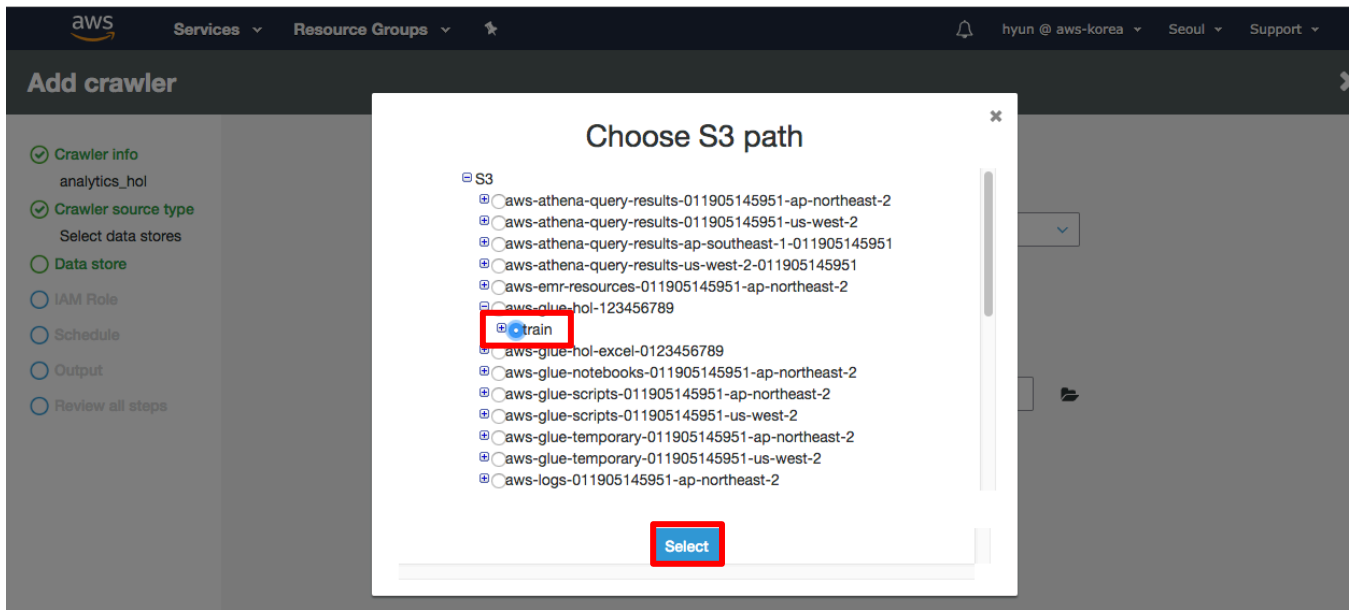 aws Services Resource Groups hyun @ aws-korea Seoul Support
Add crawler
Crawler info
analytics_hol
Crawler source type
Select data stores
Data store
IAM Role
Schedule
Output
Review all steps
Choose S3 path
S3
aws-athena-query-results-011905145951-ap-northeast-2
aws-athena-query-results-011905145951-us-west-2
aws-athena-query-results-ap-southeast-1-011905145951
aws-athena-query-results-us-west-2-011905145951
aws-emr-resources-011905145951-ap-northeast-2
aws-glue-hol-123456789
train
aws-glue-hol-excel-0123456789
aws-glue-notebooks-011905145951-ap-northeast-2
aws-glue-scripts-011905145951-ap-northeast-2
aws-glue-scripts-011905145951-us-west-2
aws-glue-temporary-011905145951-ap-northeast-2
aws-glue-temporary-011905145951-us-west-2
aws-logs-011905145951-ap-northeast-2
Select